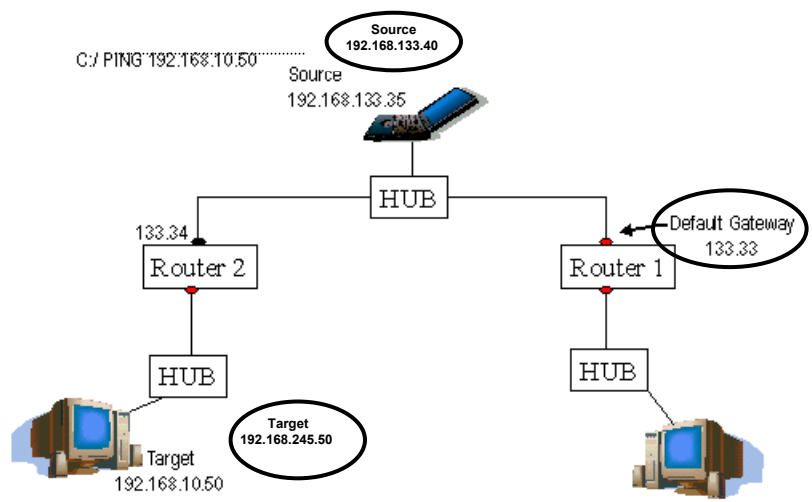 Source
192.168.133.40
C:/ PING 192.168.10.50
Source
192.168.133.35
HUB
133.34
Default Gateway
133.33
Router 2
Router 1
HUB
HUB
Target
192.168.245.50
Target
192.168.10.50